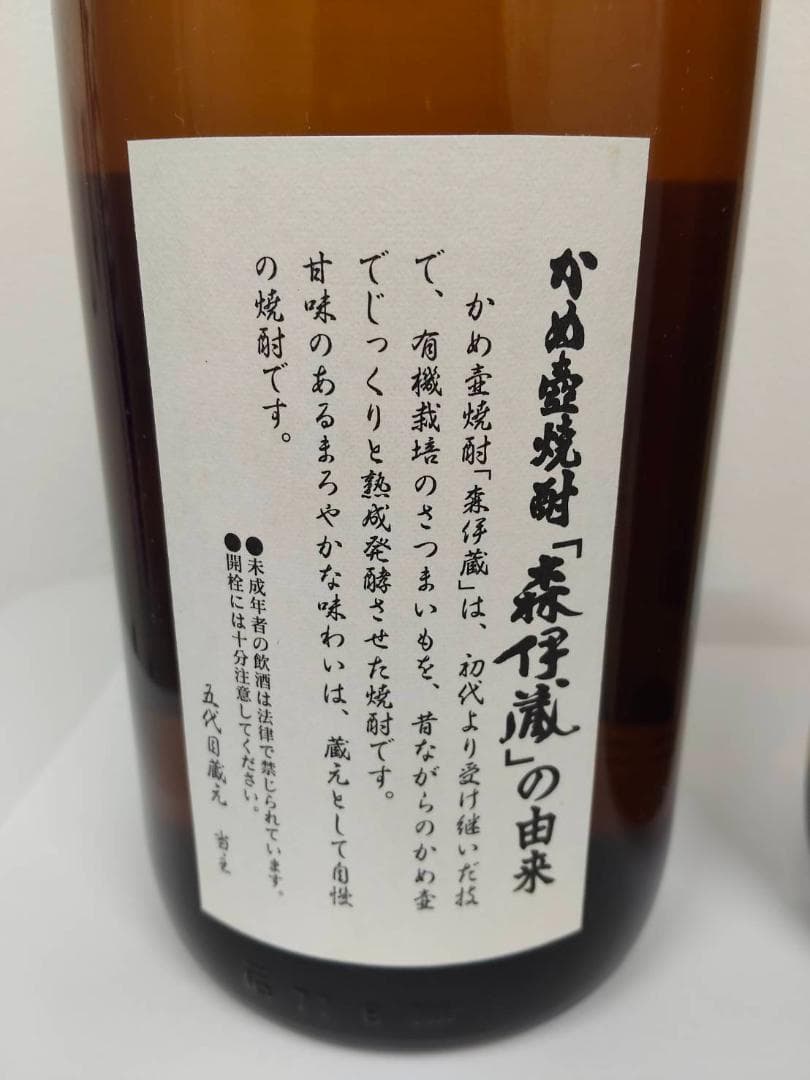 かめ壺焼酎「森伊蔵」の由来
かめ壺焼酎「森伊蔵」は、初代より受け継いだ技
で、有機栽培のさつまいもを、昔ながらのかめ壺
でじっくりと熟成発酵させた焼酎です。
甘味のあるまろやかな味わいは、蔵元として自慢
の焼酎です。
●未成年者の飲酒は法律で禁じられています。
●開栓には十分注意してください。
五代目蔵元 当主